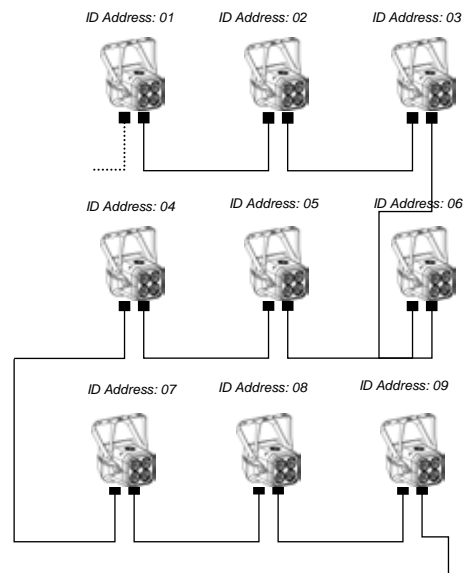 ID Address: 01
ID Address: 02
ID Address: 03
ID Address: 04
ID Address: 05
ID Address: 06
ID Address: 07
ID Address: 08
ID Address: 09